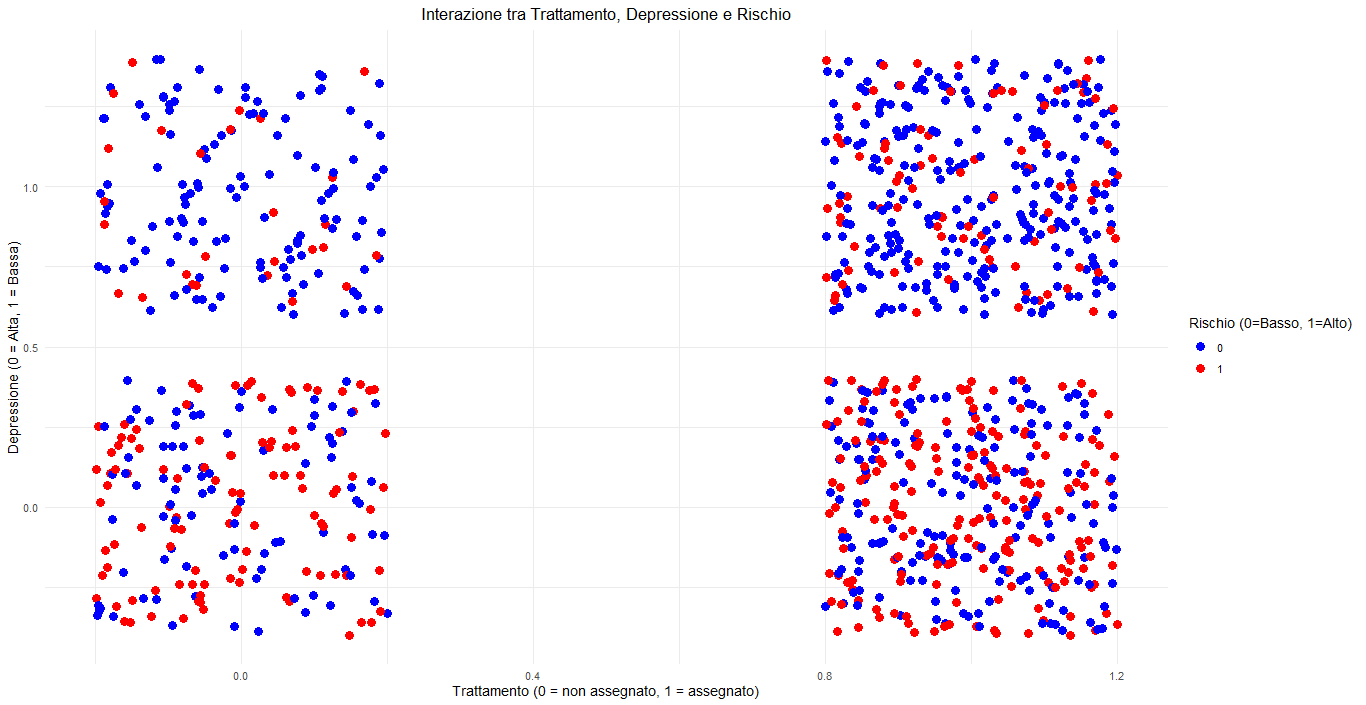 Interazione tra Trattamento, Depressione e Rischio
Depressione (0 = Alta, 1 = Bassa)
1.0
0.5
0.0
0.0
0.4
0.8
1.2
Trattamento (0 = non assegnato, 1 = assegnato)
Rischio (0=Basso, 1=Alto)
0
1